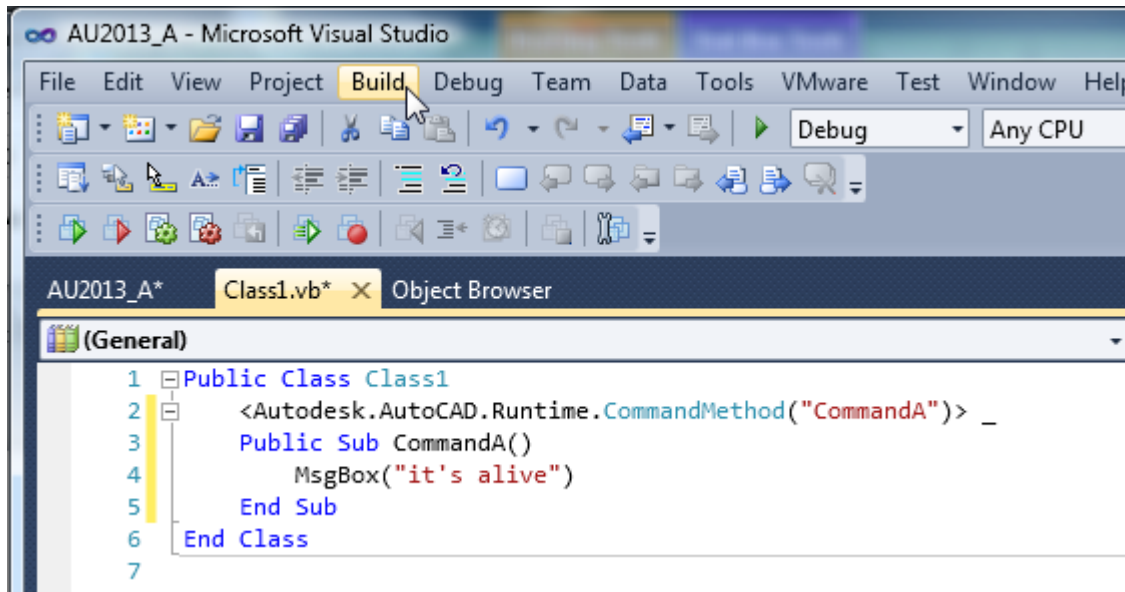 AU2013_A - Microsoft Visual Studio
File Edit View Project Build Debug Team Data Tools VMware Test Window Help
Debug Any CPU
AU2013_A* Class1.vb* Object Browser
(General)
1 Public Class Class1
2 <Autodesk.AutoCAD.Runtime.CommandMethod("CommandA")> _
3 Public Sub CommandA()
4 MsgBox("it's alive")
5 End Sub
6 End Class
7